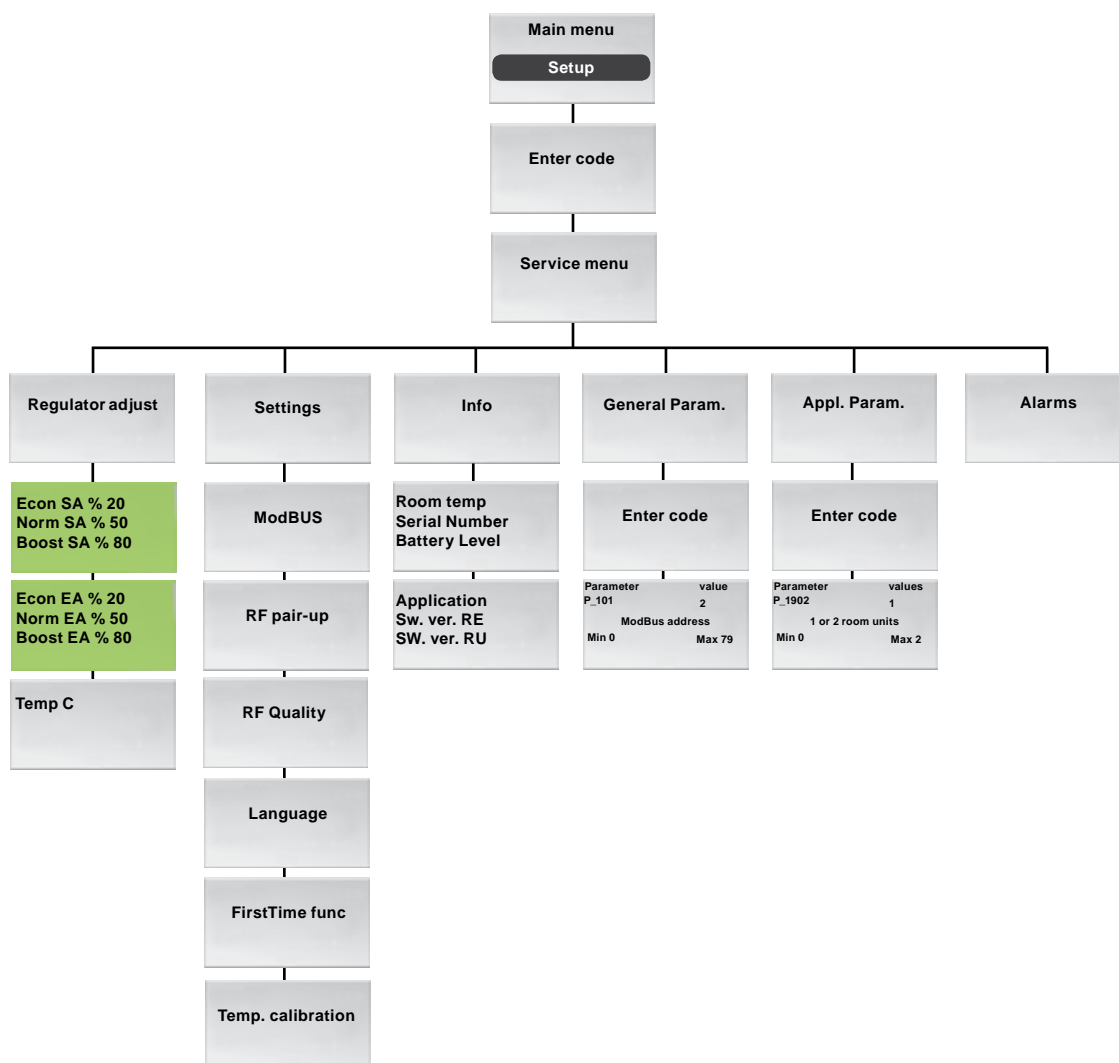 Main menu
Setup
Enter code
Service menu
Regulator adjust
Settings
Info
General Param.
Appl. Param.
Alarms
Econ SA % 20
Norm SA % 50
Boost SA % 80
Econ EA % 20
Norm EA % 50
Boost EA % 80
Temp C
ModBUS
RF pair-up
RF Quality
Language
FirstTime func
Temp. calibration
Room temp
Serial Number
Battery Level
Application
Sw. ver. RE
SW. ver. RU
Enter code
Parameter value
P_101 2
ModBus address
Min 0 Max 79
Enter code
Parameter values
P_1902 1
1 or 2 room units
Min 0 Max 2